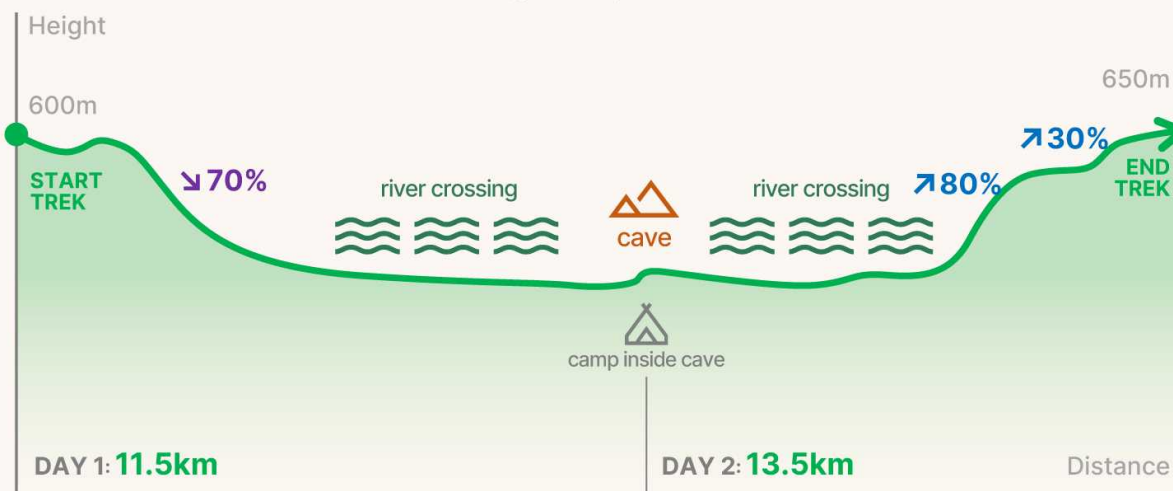 Height
600m
START
TREK
↘70%
river crossing
cave
river crossing
↗80%
↗30%
650m
END
TREK
camp inside cave
DAY 1: 11.5km
DAY 2: 13.5km
Distance